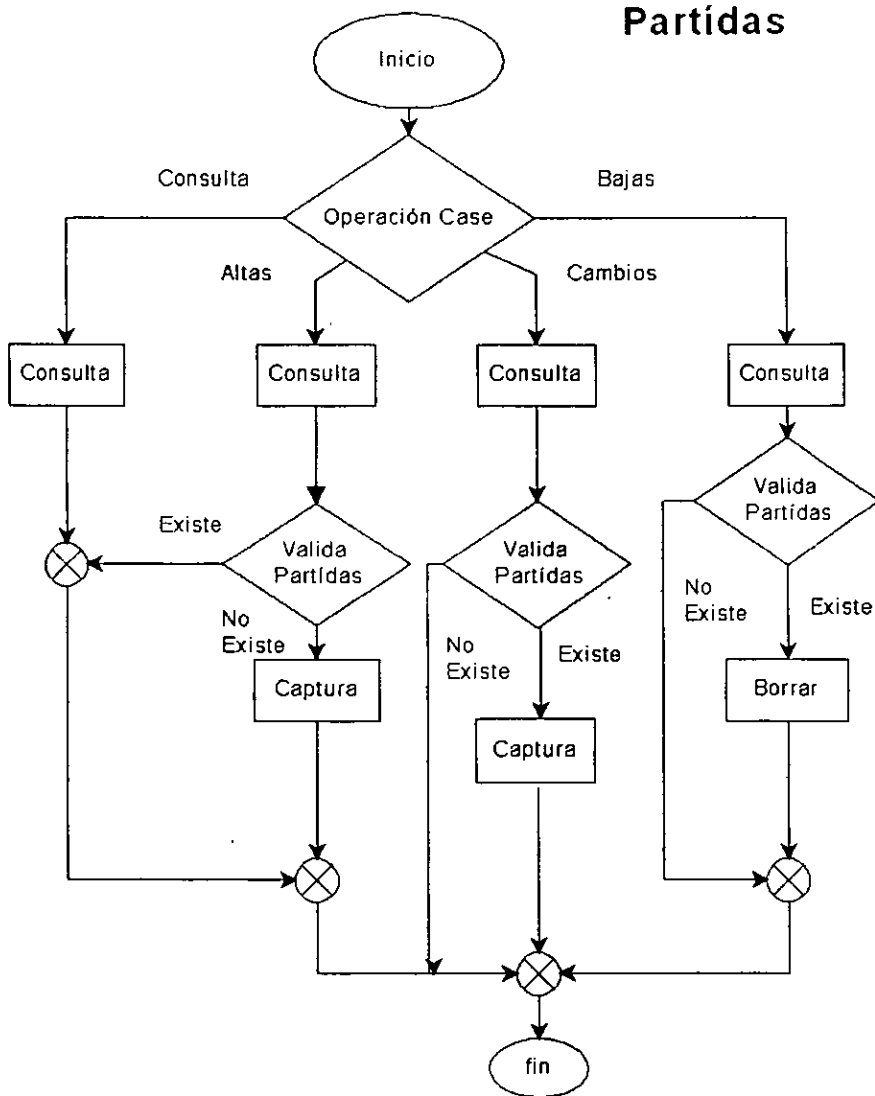 Partídas
Inicio
Consulta
Bajas
Operación Case
Altas
Cambios
Consulta
Consulta
Consulta
Consulta
Existe
Valida
Partídas
Valida
Partídas
Valida
Partídas
No
Existe
No
Existe
Existe
No
Existe
Existe
Captura
Captura
Borrar
fin